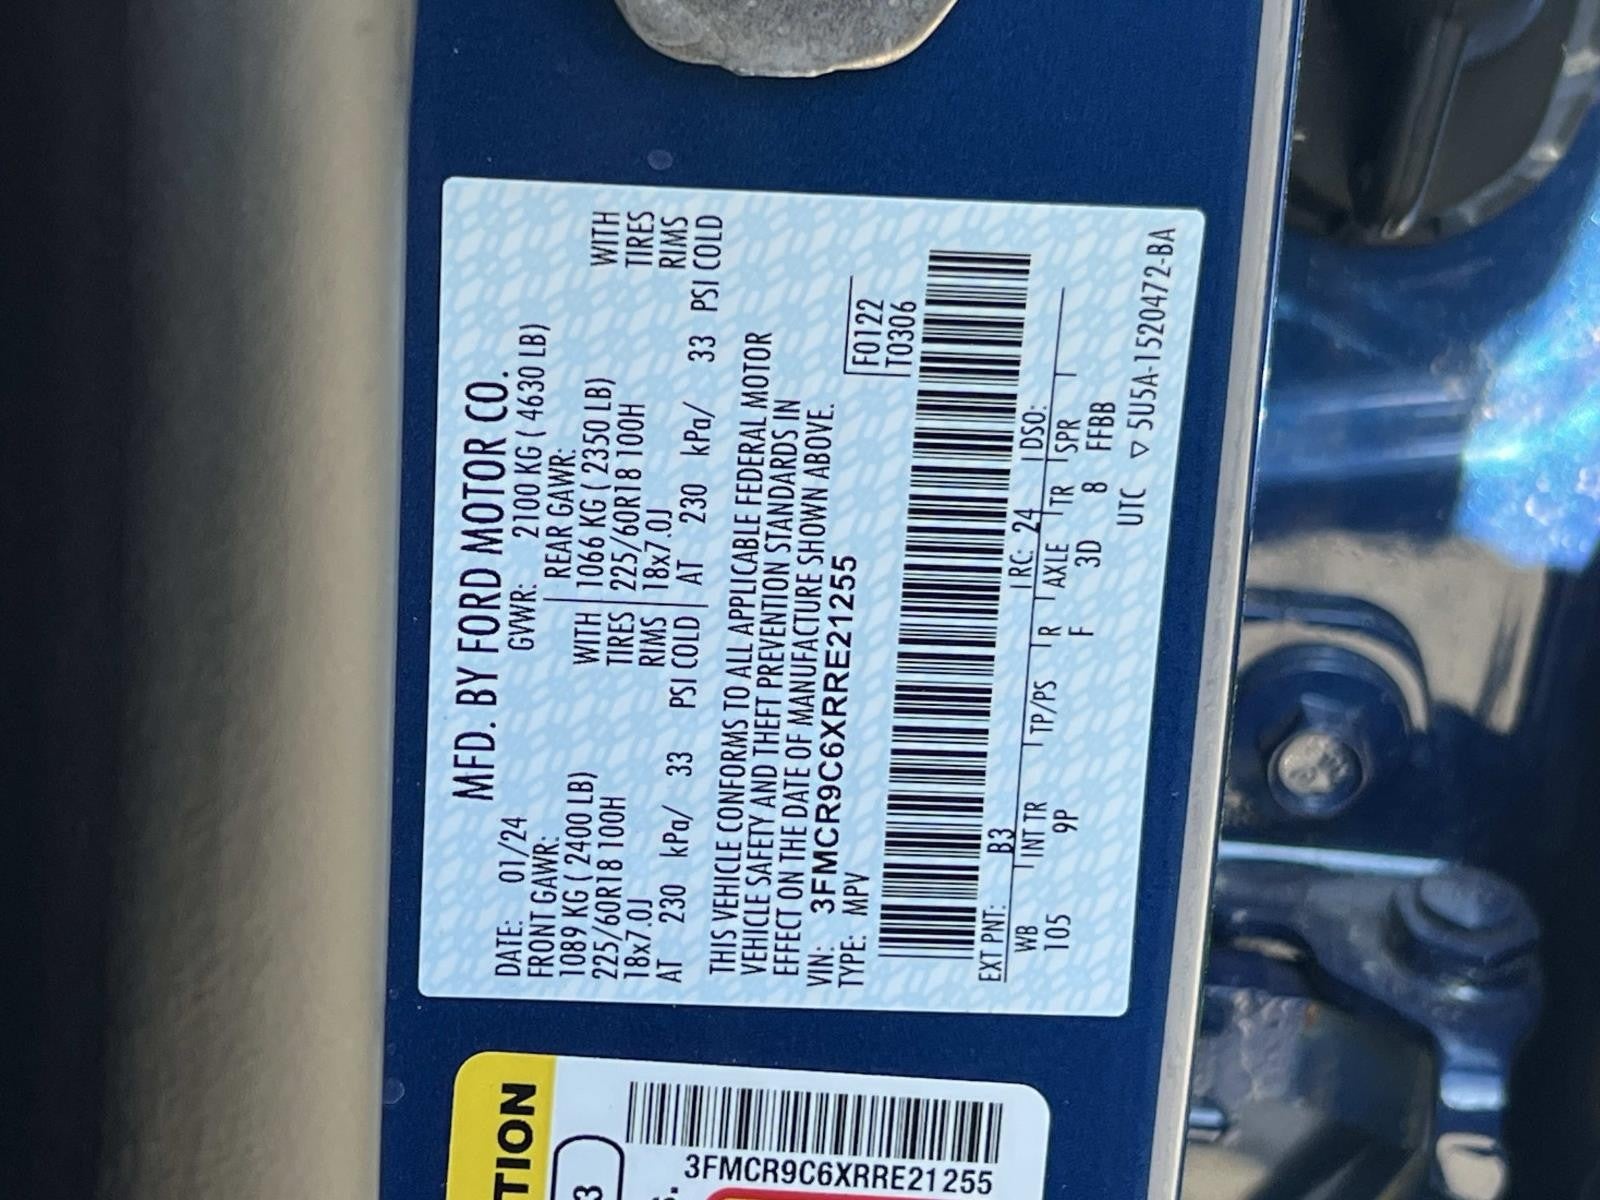 MFD. BY FORD MOTOR CO.
DATE: 01/24 GVWR: 2100 KG ( 4630 LB)
FRONT GAWR: REAR GAWR:
1089 KG ( 2400 LB) WITH 1066 KG ( 2350 LB) WITH
225/60R18 100H TIRES 225/60R18 100H TIRES
18x7.0J RIMS 18x7.0J RIMS
AT 230 kPa/ 33 PSI COLD AT 230 kPa/ 33 PSI COLD
THIS VEHICLE CONFORMS TO ALL APPLICABLE FEDERAL MOTOR
VEHICLE SAFETY AND THEFT PREVENTION STANDARDS IN
EFFECT ON THE DATE OF MANUFACTURE SHOWN ABOVE.
VIN: 3FMCR9C6XRRE21255 F0122
TYPE: MPV T0306
EXT PNT: B3 RC: 24 DSO:
WB INT TR TP/PS R AXLE TR SPR
105 9P F 3D 8 FFBB
UTC ▽ 5U5A-1520472-BA
TION
3
3FMCR9C6XRRE21255